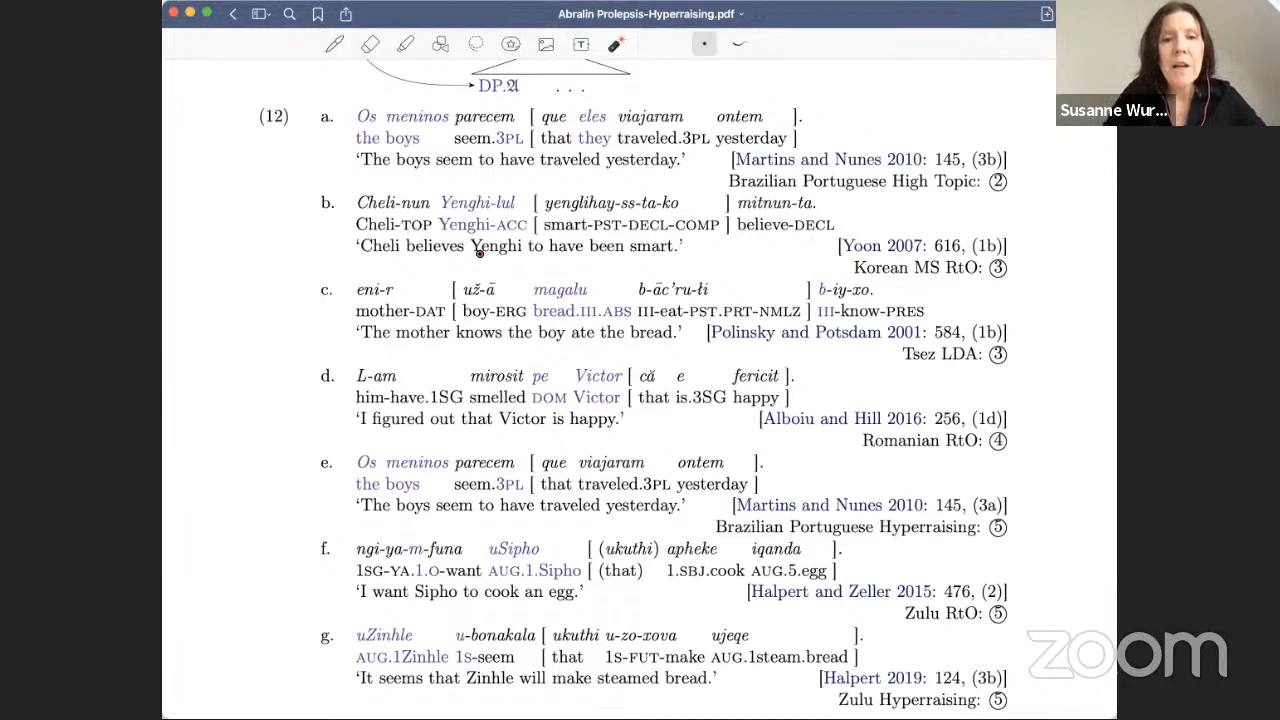 Abralin Prolepsis-Hyperraising.pdf
Susanne Wur...
DP.𝔄 . . .
(12) a. Os meninos parecem [ que eles viajaram ontem ].
the boys seem.3PL [ that they traveled.3PL yesterday ]
‘The boys seem to have traveled yesterday.’ [Martins and Nunes 2010: 145, (3b)]
Brazilian Portuguese High Topic: ②
b. Cheli-nun Yenghi-lul [ yenglihay-ss-ta-ko ] mitnun-ta.
Cheli-TOP Yenghi-ACC [ smart-PST-DECL-COMP ] believe-DECL
‘Cheli believes Yenghi to have been smart.’ [Yoon 2007: 616, (1b)]
Korean MS RtO: ③
c. eni-r [ už-ā magalu b-āc’ru-łi ] b-iy-xo.
mother-DAT [ boy-ERG bread.III.ABS III-eat-PST.PRT-NMLZ ] III-know-PRES
‘The mother knows the boy ate the bread.’ [Polinsky and Potsdam 2001: 584, (1b)]
Tsez LDA: ③
d. L-am mirosit pe Victor [ că e fericit ].
him-have.1SG smelled DOM Victor [ that is.3SG happy ]
‘I figured out that Victor is happy.’ [Alboiu and Hill 2016: 256, (1d)]
Romanian RtO: ④
e. Os meninos parecem [ que viajaram ontem ].
the boys seem.3PL [ that traveled.3PL yesterday ]
‘The boys seem to have traveled yesterday.’ [Martins and Nunes 2010: 145, (3a)]
Brazilian Portuguese Hyperraising: ⑤
f. ngi-ya-m-funa uSipho [ (ukuthi) apheke iqanda ].
1SG-YA.1.O-want AUG.1.Sipho [ (that) 1.SBJ.cook AUG.5.egg ]
‘I want Sipho to cook an egg.’ [Halpert and Zeller 2015: 476, (2)]
Zulu RtO: ⑤
g. uZinhle u-bonakala [ ukuthi u-zo-xova ujeqe ].
AUG.1Zinhle 1S-seem [ that 1S-FUT-make AUG.1steam.bread ]
‘It seems that Zinhle will make steamed bread.’ [Halpert 2019: 124, (3b)]
Zulu Hyperraising: ⑤
zoom